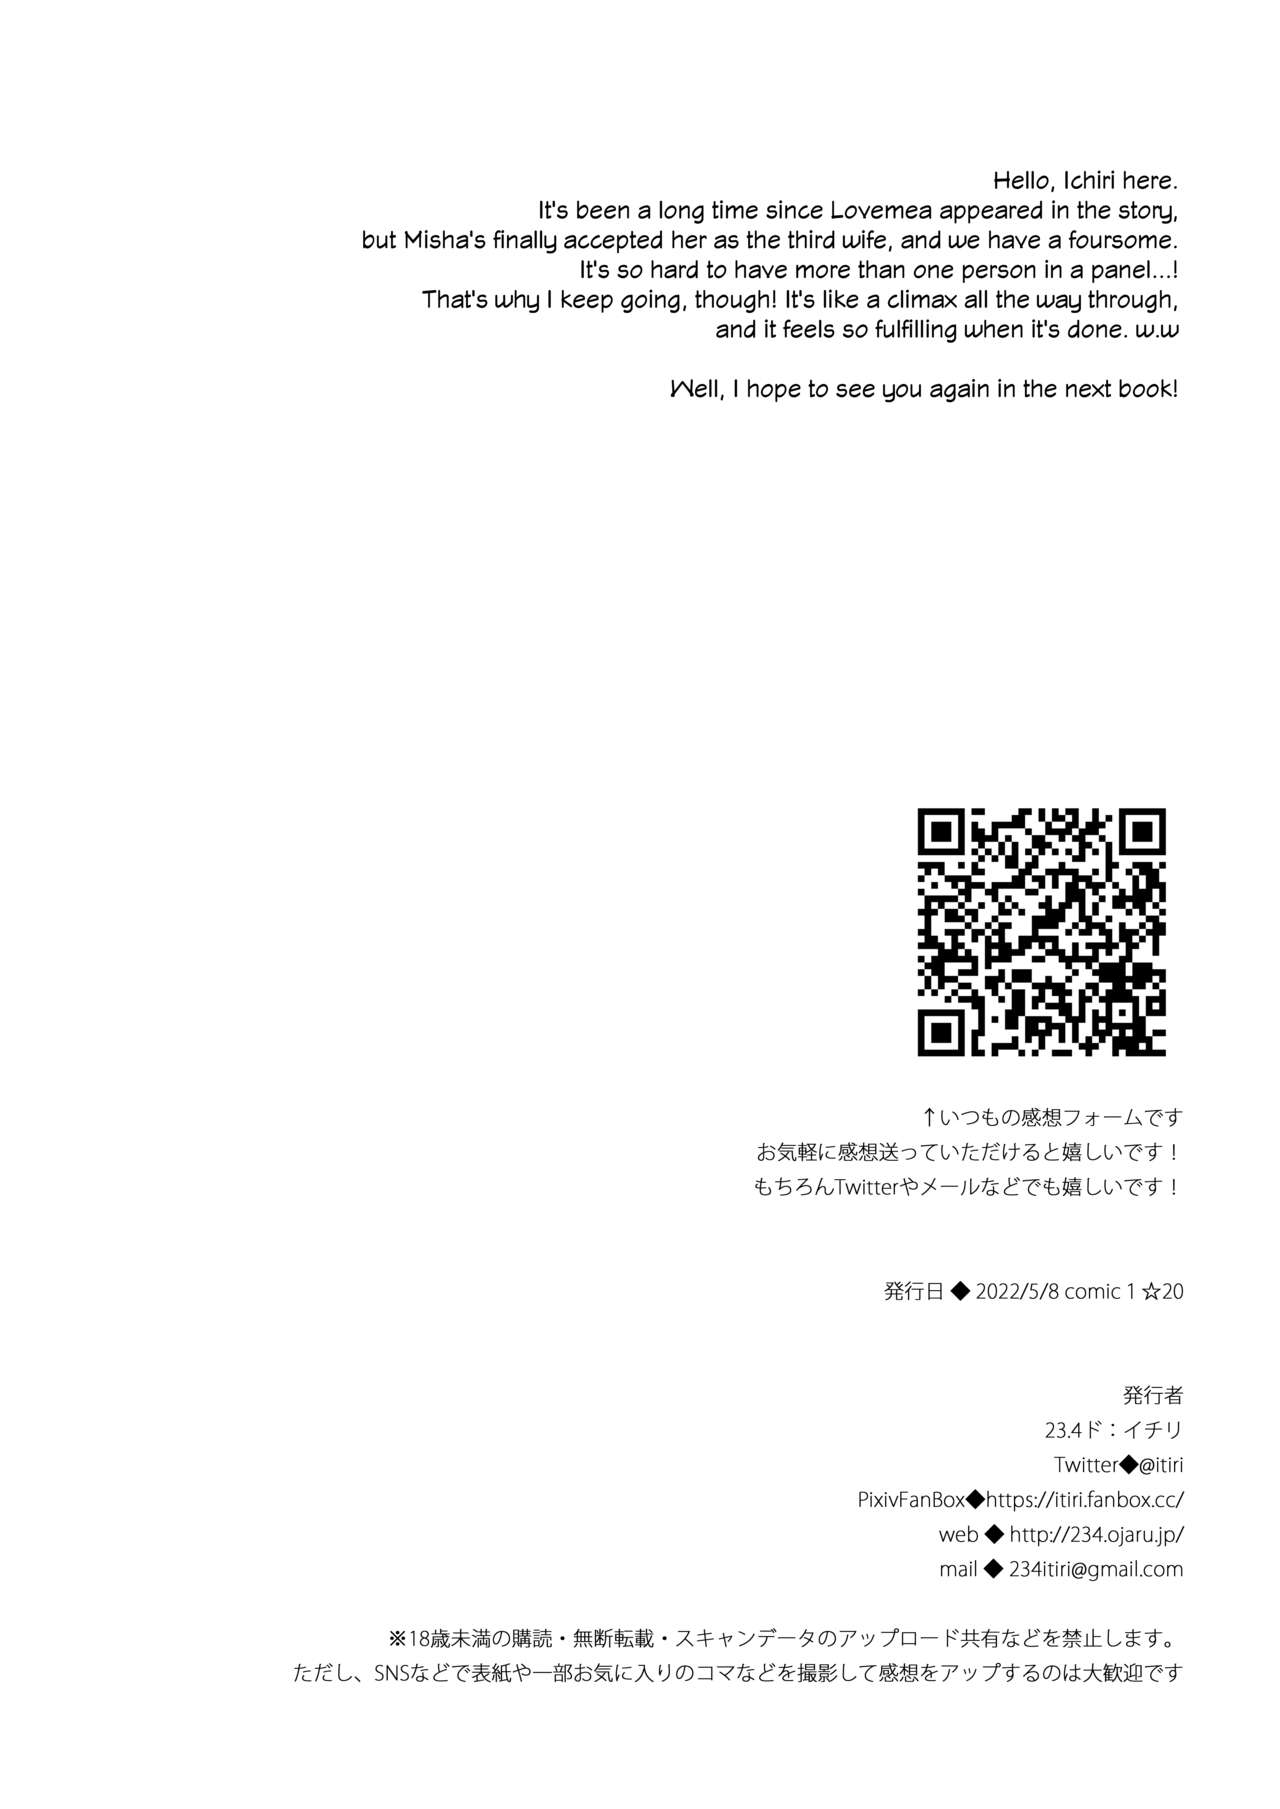 Hello, Ichiri here.
It's been a long time since Lovemea appeared in the story,
but Misha's finally accepted her as the third wife, and we have a foursome.
It's so hard to have more than one person in a panel...!
That's why I keep going, though! It's like a climax all the way through,
and it feels so fulfilling when it's done. w.w
Well, I hope to see you again in the next book!
↑いつもの感想フォームです
お気軽に感想送っていただけると嬉しいです！
もちろんTwitterやメールなどでも嬉しいです！
発行日 ◆ 2022/5/8 comic 1 ☆20
発行者
23.4ド：イチリ
Twitter◆@itiri
PixivFanBox◆https://itiri.fanbox.cc/
web ◆ http://234.ojaru.jp/
mail ◆ 234itiri@gmail.com
※18歳未満の購読・無断転載・スキャンデータのアップロード共有などを禁止します。
ただし、SNSなどで表紙や一部お気に入りのコマなどを撮影して感想をアップするのは大歓迎です